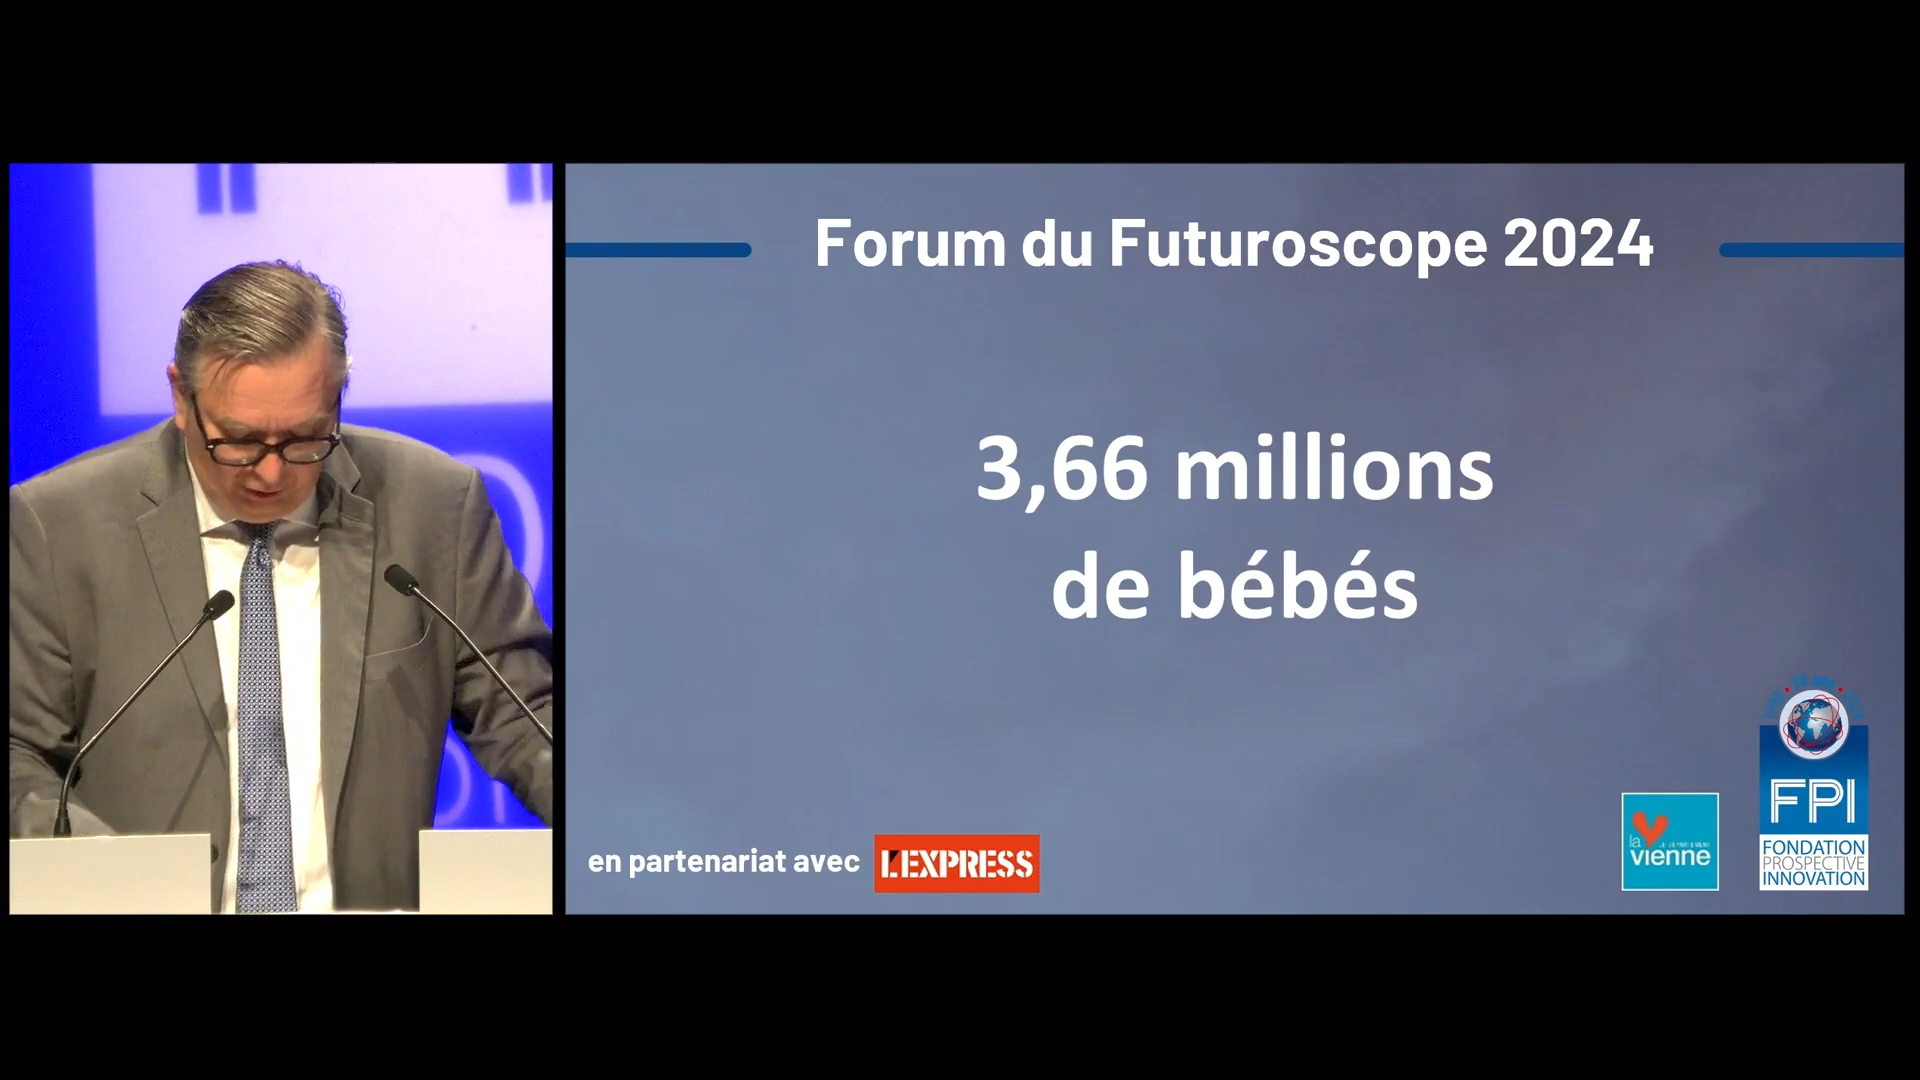 Forum du Futuroscope 2024
3,66 millions
de bébés
en partenariat avec
L'EXPRESS
la
vienne
FPI
FONDATION
PROSPECTIVE
INNOVATION